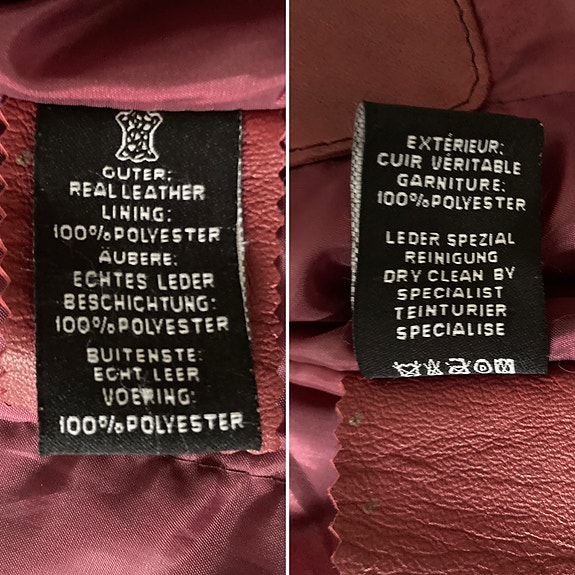 OUTER:
REAL LEATHER
LINING:
100%POLYESTER
ÄUBERE:
ECHTES LEDER
BESCHICHTUNG:
100%POLYESTER
BUITENSTE:
ECHT LEER
VOERING:
100%POLYESTER
EXTÉRIEUR:
CUIR VÉRITABLE
GARNITURE:
100%POLYESTER
LEDER SPEZIAL
REINIGUNG
DRY CLEAN BY
SPECIALIST
TEINTURIER
SPECIALISE